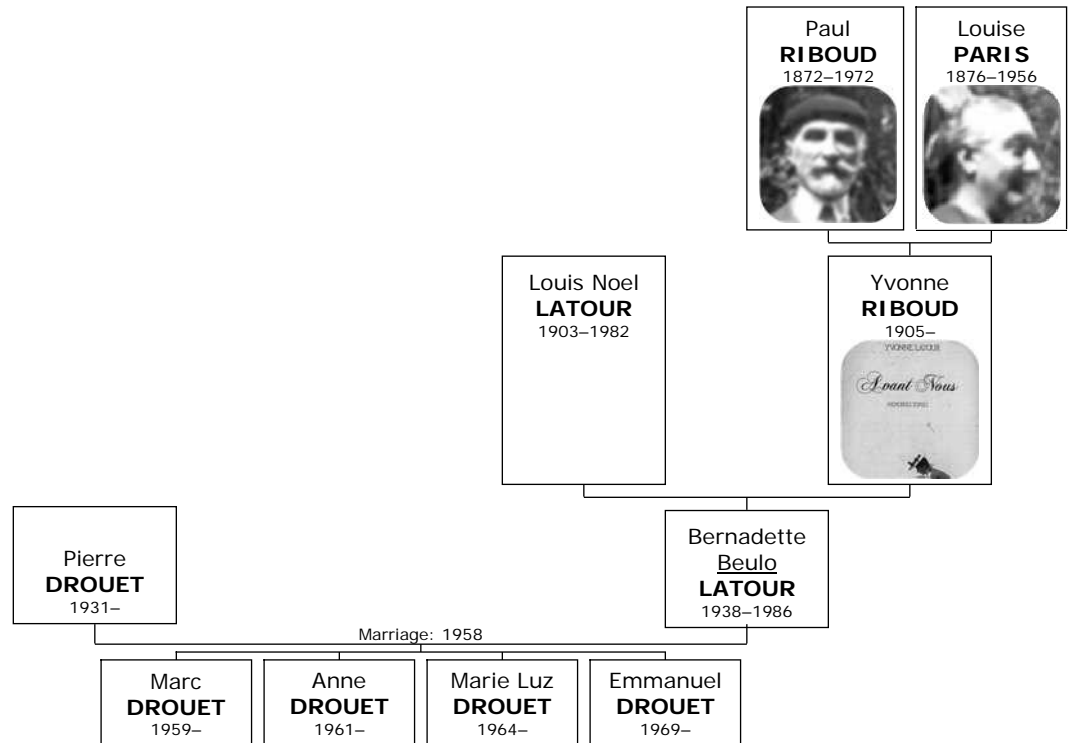 Paul
RIBOUD
1872–1972
Louise
PARIS
1876–1956
Louis Noel
LATOUR
1903–1982
Yvonne
RIBOUD
1905–
YVONNE LATOUR
Avant Nous
Pierre
DROUET
1931–
Bernadette
Beulo
LATOUR
1938–1986
Marriage: 1958
Marc
DROUET
1959–
Anne
DROUET
1961–
Marie Luz
DROUET
1964–
Emmanuel
DROUET
1969–